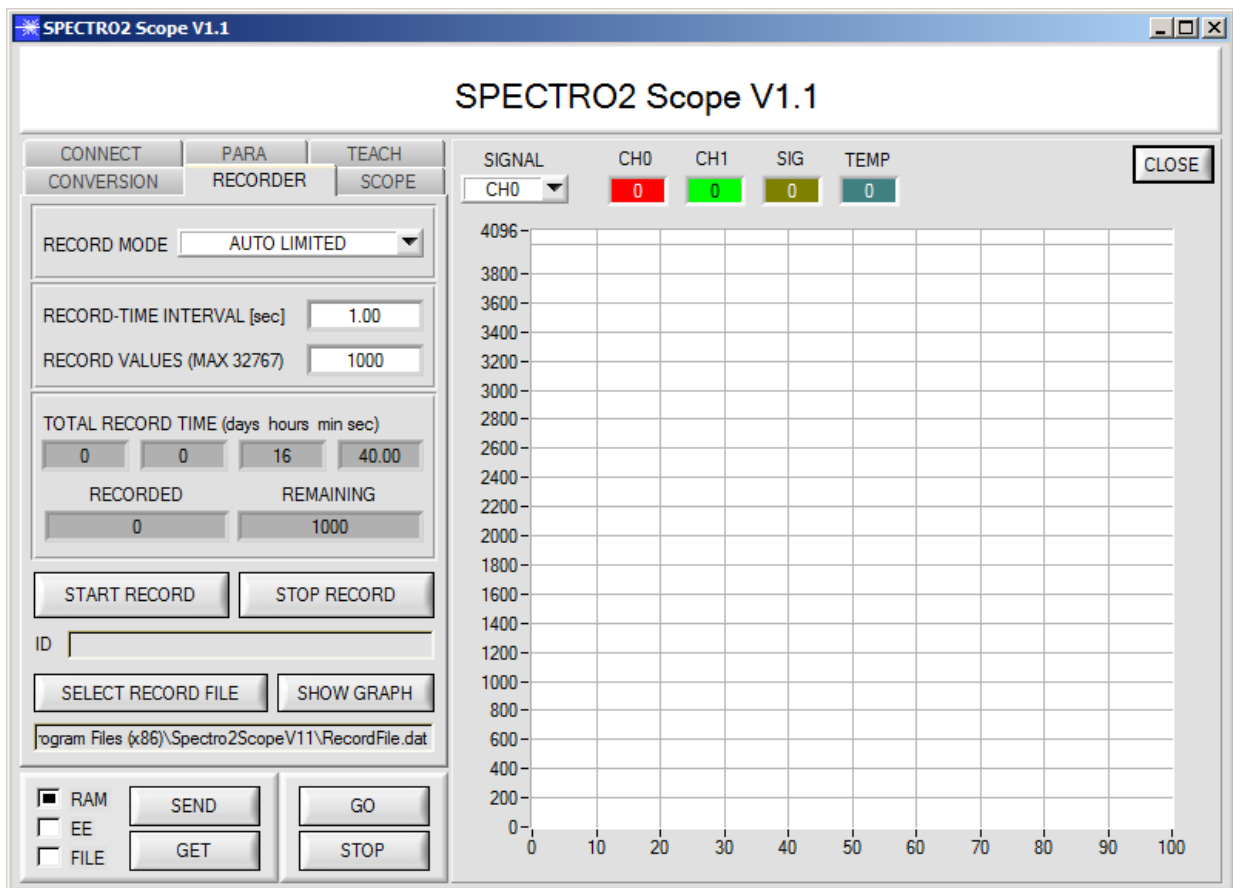 SPECTRO2 Scope V1.1
SPECTRO2 Scope V1.1
CONNECT PARA TEACH
CONVERSION RECORDER SCOPE
RECORD MODE AUTO LIMITED
RECORD-TIME INTERVAL [sec] 1.00
RECORD VALUES (MAX 32767) 1000
TOTAL RECORD TIME (days hours min sec)
0 0 16 40.00
RECORDED REMAINING
0 1000
START RECORD STOP RECORD
ID
SELECT RECORD FILE SHOW GRAPH
rogram Files (x86)\Spectro2ScopeV11\RecordFile.dat
RAM SEND GO
EE
FILE GET STOP
SIGNAL CH0 CH1 SIG TEMP CLOSE
CH0 0 0 0 0
4096
3800
3600
3400
3200
3000
2800
2600
2400
2200
2000
1800
1600
1400
1200
1000
800
600
400
200
0
0 10 20 30 40 50 60 70 80 90 100